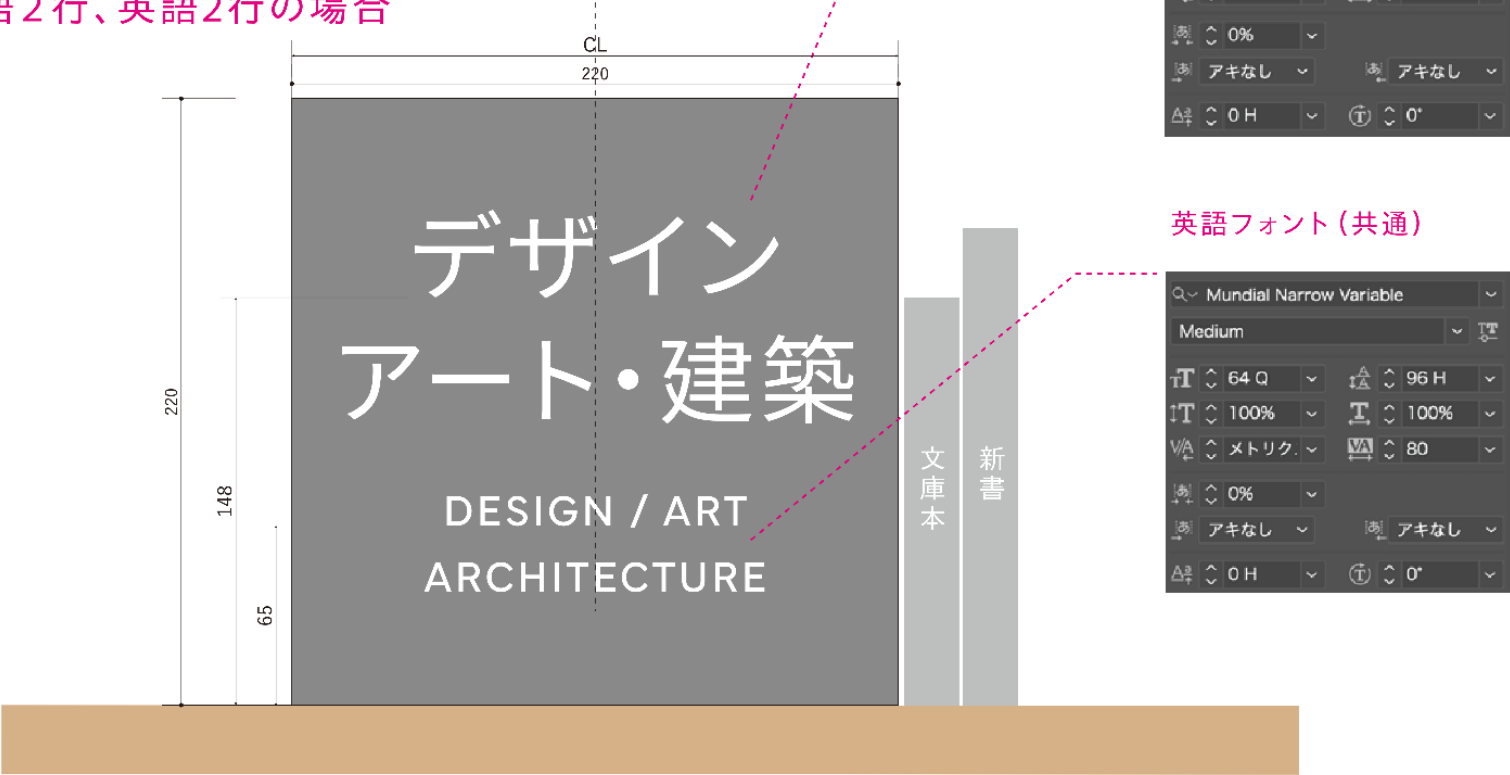 語2行、英語2行の場合
CL
220
220
148
65
デザイン
アート・建築
DESIGN / ART
ARCHITECTURE
文庫本
新書
0%
アキなし アキなし
0 H 0°
英語フォント（共通）
Mundial Narrow Variable
Medium
64 Q 96 H
100% 100%
メトリク. 80
0%
アキなし アキなし
0 H 0°